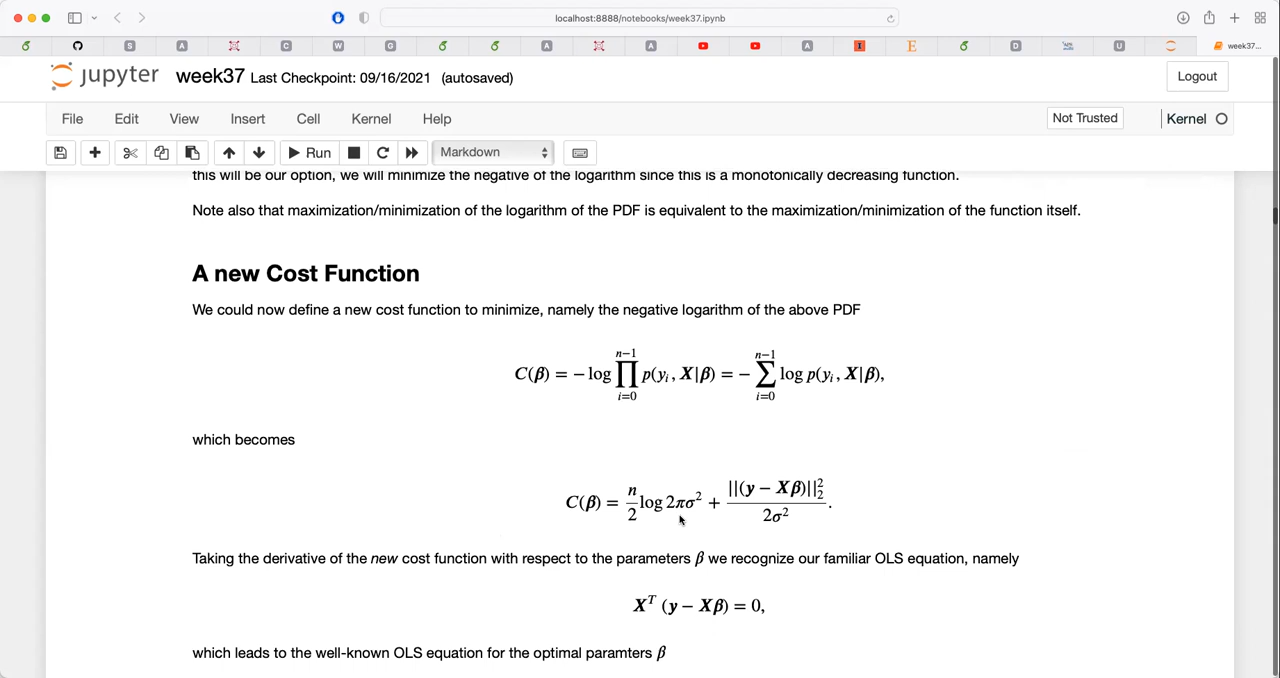 localhost:8888/notebooks/week37.ipynb
S A C W G A A A I E D U week37...
jupyter week37 Last Checkpoint: 09/16/2021 (autosaved) Logout
File Edit View Insert Cell Kernel Help Not Trusted Kernel
Run Markdown
this will be our option, we will minimize the negative of the logarithm since this is a monotonically decreasing function.
Note also that maximization/minimization of the logarithm of the PDF is equivalent to the maximization/minimization of the function itself.
A new Cost Function
We could now define a new cost function to minimize, namely the negative logarithm of the above PDF
C(β) = − log ∏_{i=0}^{n−1} p(y_i, X|β) = − ∑_{i=0}^{n−1} log p(y_i, X|β),
which becomes
C(β) = n/2 log 2πσ² + ||(y − Xβ)||₂² / 2σ².
Taking the derivative of the new cost function with respect to the parameters β we recognize our familiar OLS equation, namely
X^T (y − Xβ) = 0,
which leads to the well-known OLS equation for the optimal paramters β